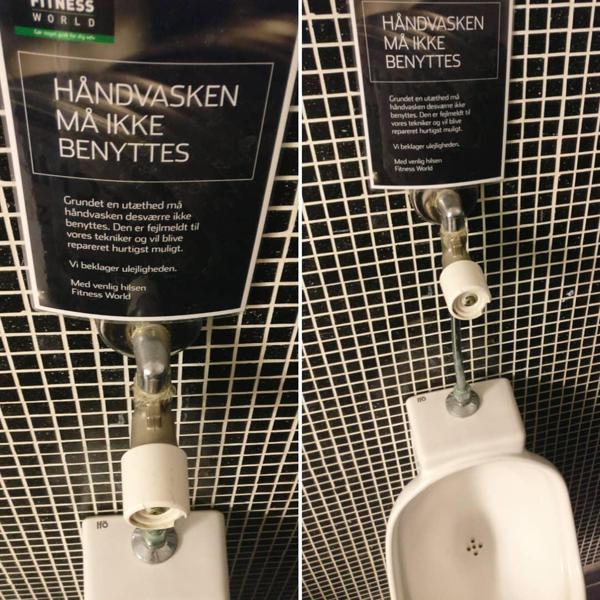 FITNESS
WORLD
HÅNDVASKEN
MÅ IKKE
BENYTTES
Grundet en utæthed må
håndvasken desværre ikke
benyttes. Den er fejlmeldt til
vores tekniker og vil blive
repareret hurtigst muligt.
Vi beklager ulejligheden.
Med venlig hilsen
Fitness World
Ifö
HÅNDVASKEN
MÅ IKKE
BENYTTES
Grundet en utæthed må
håndvasken desværre ikke
benyttes. Den er fejlmeldt til
vores tekniker og vil blive
repareret hurtigst muligt.
Vi beklager ulejligheden.
Med venlig hilsen
Fitness World
Ifö